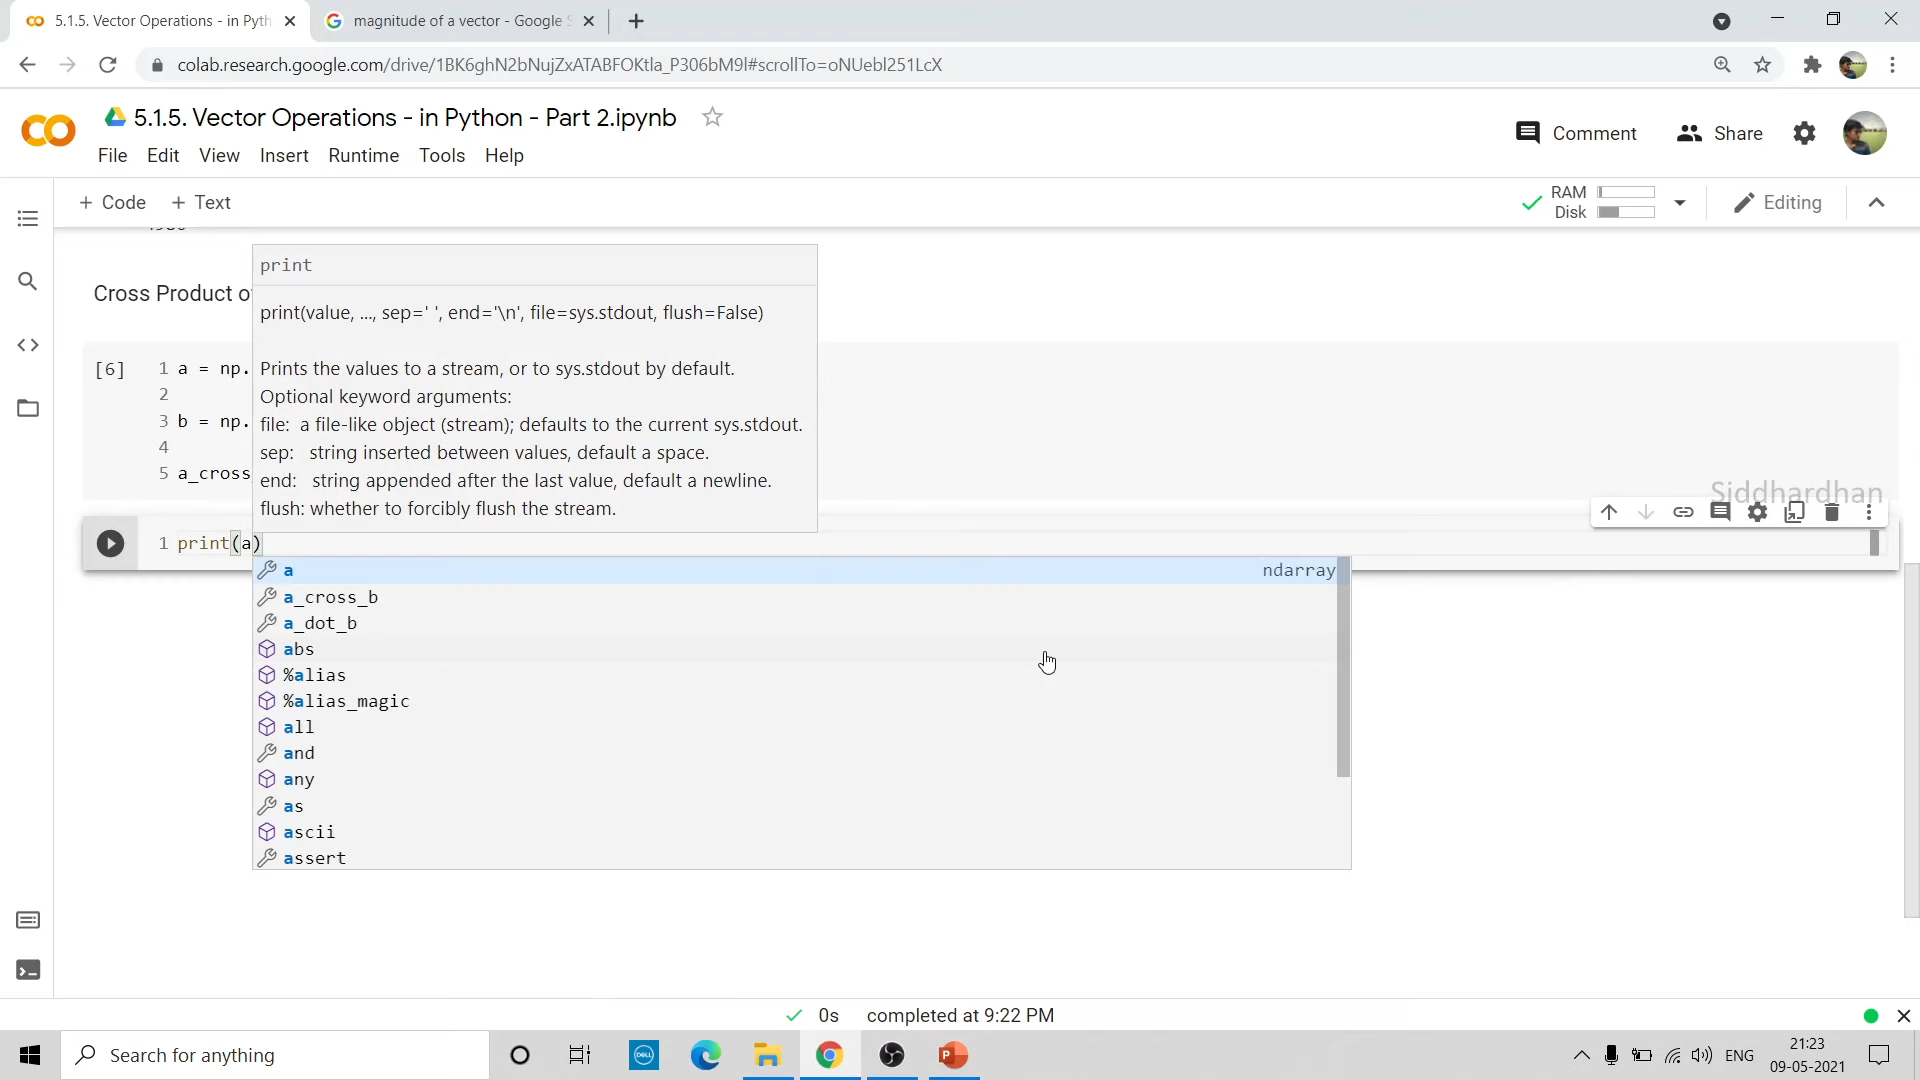 5.1.5. Vector Operations - in Pyth
magnitude of a vector - Google S
colab.research.google.com/drive/1BK6ghN2bNujZxATABFOKtla_P306bM9l#scrollTo=oNUebl251LcX
5.1.5. Vector Operations - in Python - Part 2.ipynb
Comment
Share
File Edit View Insert Runtime Tools Help
+ Code + Text
RAM
Disk
Editing
print
Cross Product o
print(value, ..., sep=' ', end='\n', file=sys.stdout, flush=False)
[6]
1 a = np.
Prints the values to a stream, or to sys.stdout by default.
2
Optional keyword arguments:
3 b = np.
file: a file-like object (stream); defaults to the current sys.stdout.
4
sep: string inserted between values, default a space.
5 a_cross
end: string appended after the last value, default a newline.
flush: whether to forcibly flush the stream.
Siddhardhan
1 print(a)
a ndarray
a_cross_b
a_dot_b
abs
%alias
%alias_magic
all
and
any
as
ascii
assert
0s completed at 9:22 PM
Search for anything
DELL
P
ENG
21:23
09-05-2021